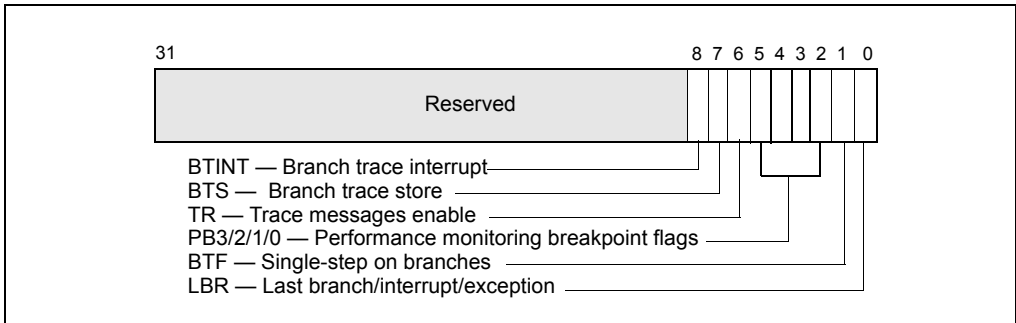 31 8 7 6 5 4 3 2 1 0
Reserved
BTINT — Branch trace interrupt
BTS — Branch trace store
TR — Trace messages enable
PB3/2/1/0 — Performance monitoring breakpoint flags
BTF — Single-step on branches
LBR — Last branch/interrupt/exception